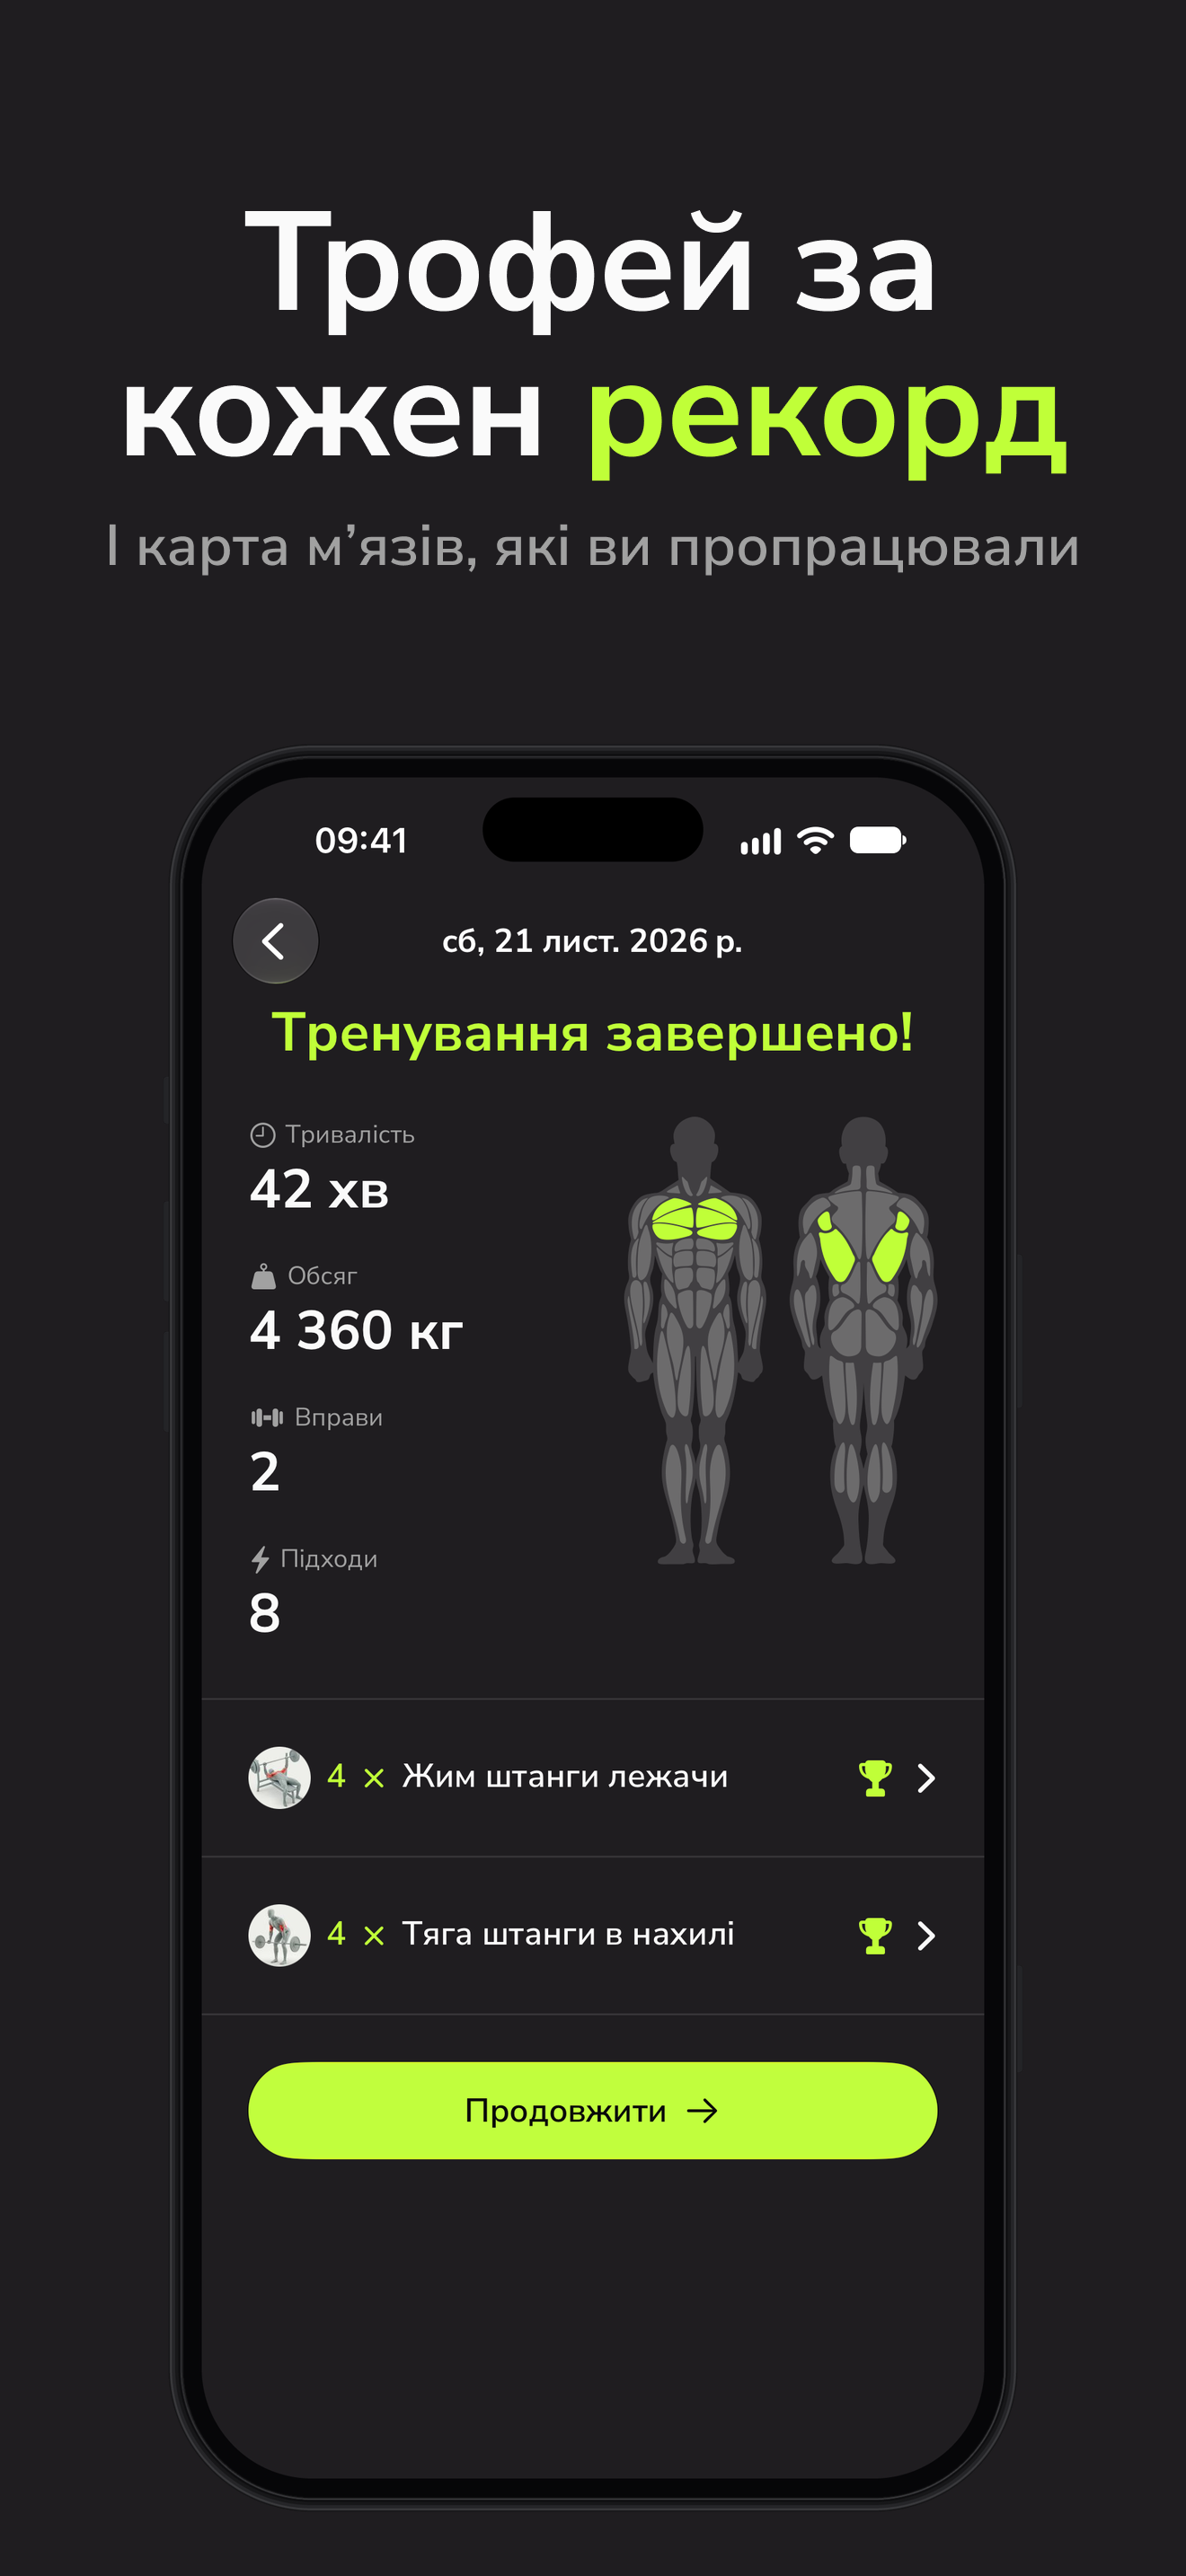 Трофей за
кожен рекорд
І карта м’язів, які ви пропрацювали
09:41
сб, 21 лист. 2026 р.
Тренування завершено!
Тривалість
42 хв
Обсяг
4 360 кг
Вправи
2
Підходи
8
4 × Жим штанги лежачи
4 × Тяга штанги в нахилі
Продовжити →